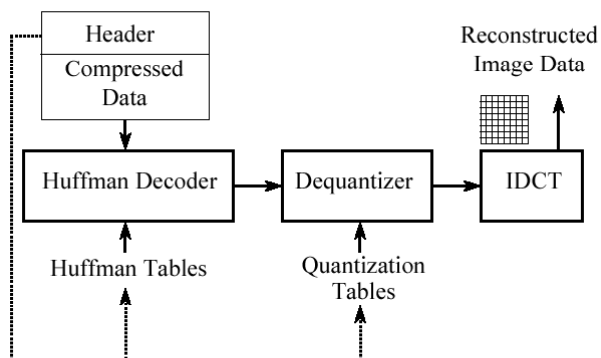 Header
Compressed
Data
Reconstructed
Image Data
Huffman Decoder
Dequantizer
IDCT
Huffman Tables
Quantization
Tables